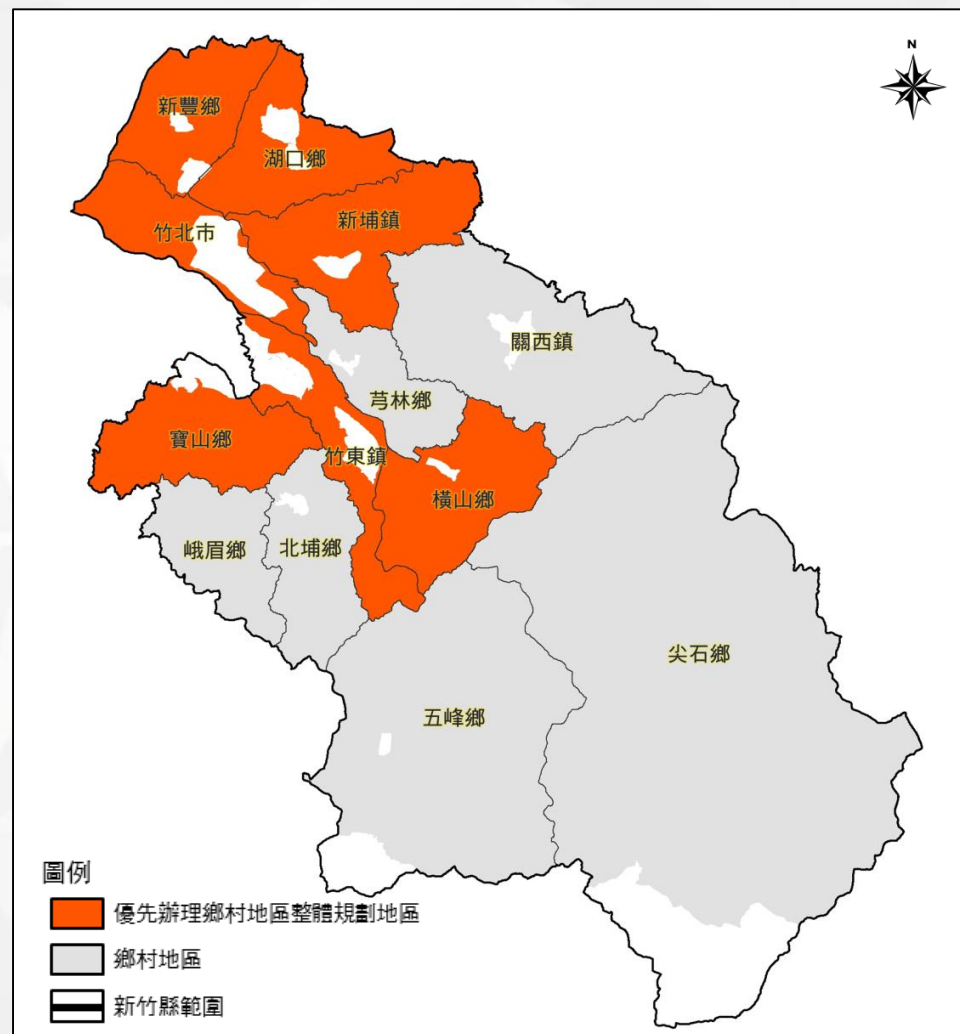 N
新豐鄉
湖口鄉
新埔鎮
竹北市
關西鎮
芎林鄉
寶山鄉
竹東鎮
橫山鄉
峨眉鄉
北埔鄉
尖石鄉
五峰鄉
圖例
優先辦理鄉村地區整體規劃地區
鄉村地區
新竹縣範圍